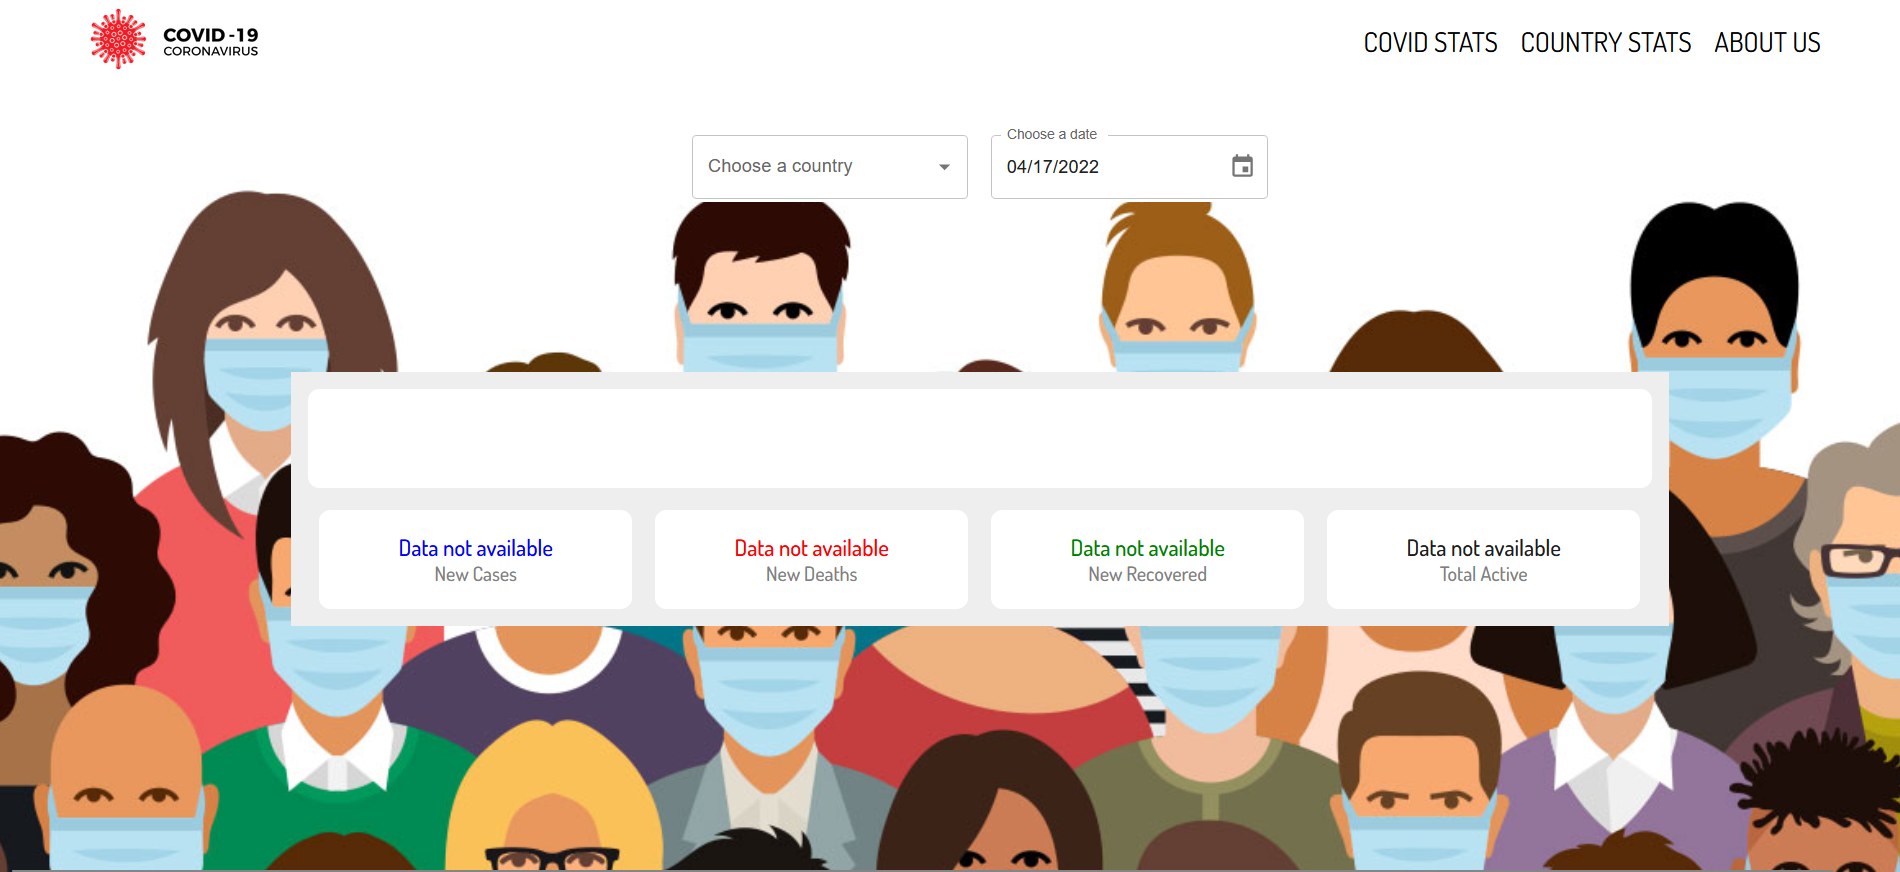 COVID -19
CORONAVIRUS
COVID STATS COUNTRY STATS ABOUT US
Choose a country
Choose a date
04/17/2022
Data not available
New Cases
Data not available
New Deaths
Data not available
New Recovered
Data not available
Total Active